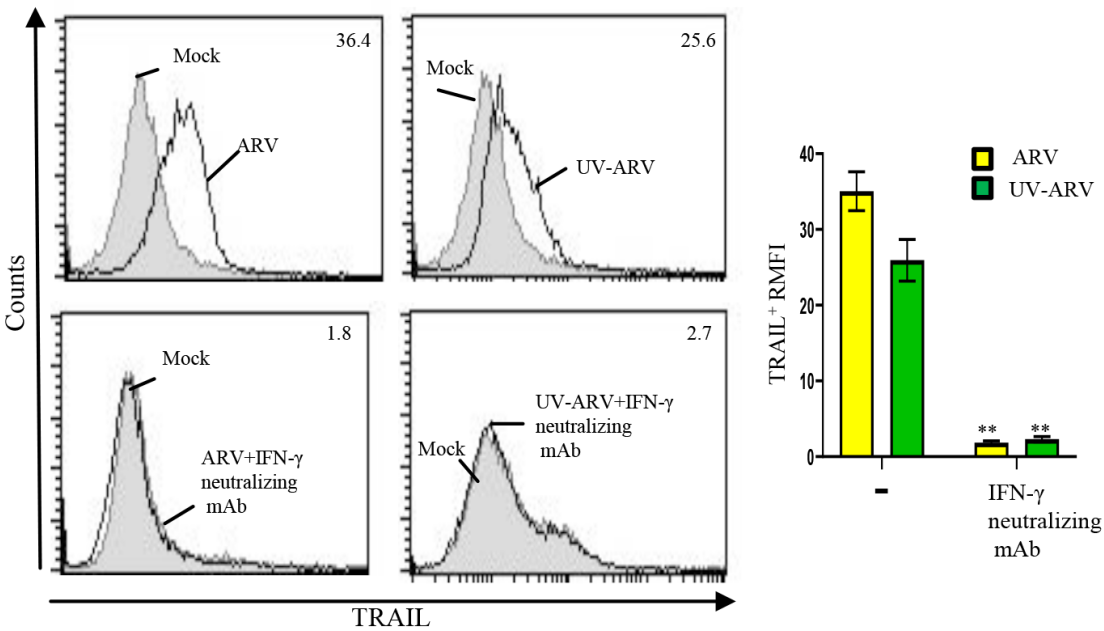 36.4
Mock
ARV
25.6
Mock
UV-ARV
Counts
1.8
Mock
ARV+IFN-γ
neutralizing
mAb
2.7
UV-ARV+IFN-γ
neutralizing
mAb
Mock
TRAIL
ARV
UV-ARV
TRAIL⁺ RMFI
40
30
20
10
0
** **
-
IFN-γ
neutralizing
mAb